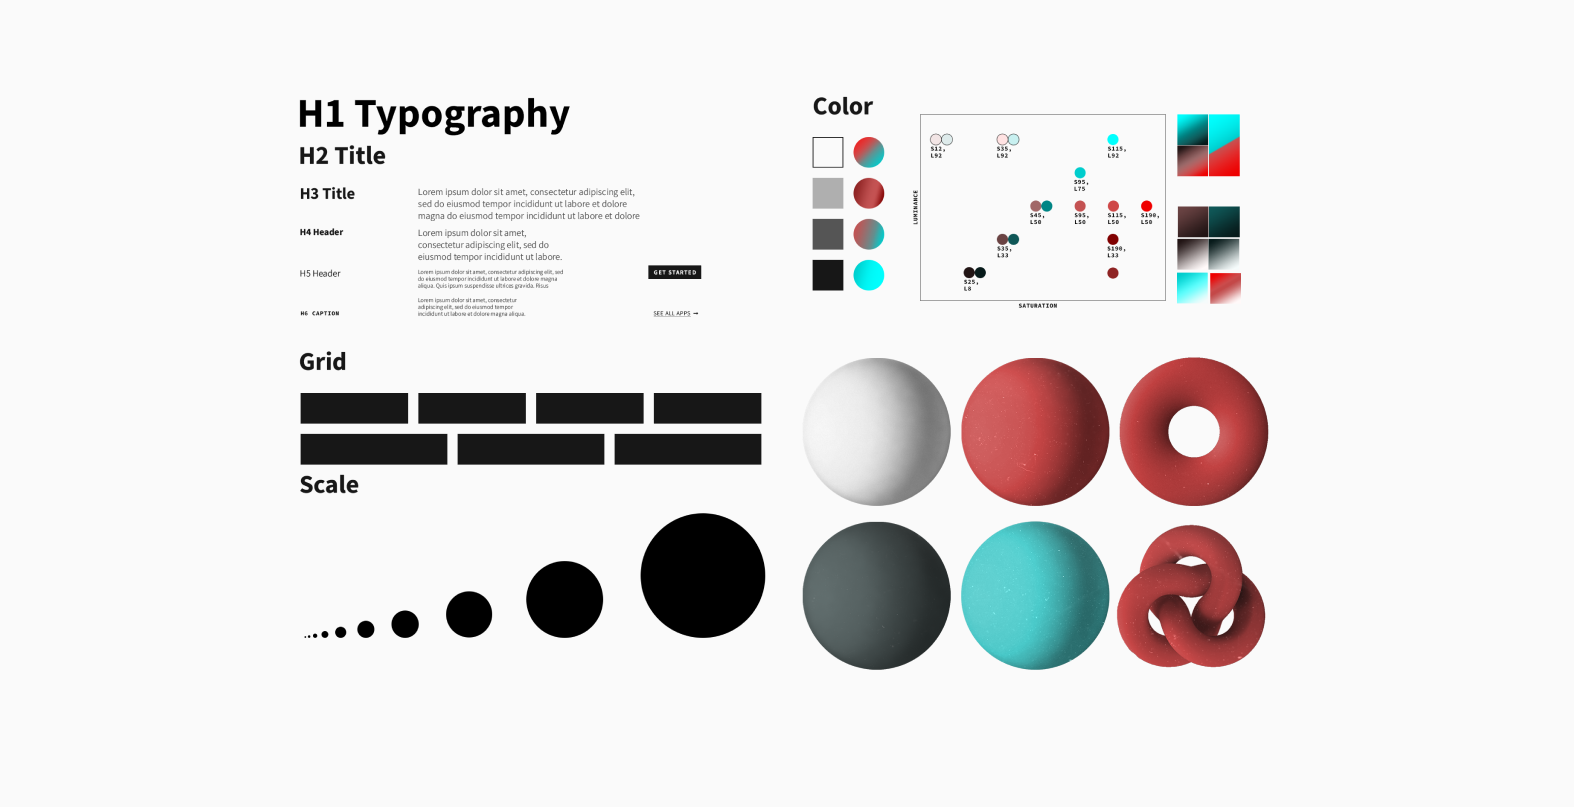 H1 Typography
H2 Title
H3 Title
Lorem ipsum dolor sit amet, consectetur adipiscing elit,
sed do eiusmod tempor incididunt ut labore et dolore
magna do eiusmod tempor incididunt ut labore et dolore
H4 Header
Lorem ipsum dolor sit amet,
consectetur adipiscing elit, sed do
eiusmod tempor incididunt ut labore.
H5 Header
Lorem ipsum dolor sit amet, consectetur adipiscing elit, sed
do eiusmod tempor incididunt ut labore et dolore magna
aliqua. Quis ipsum suspendisse ultrices gravida. Risus
GET STARTED
H6 CAPTION
Lorem ipsum dolor sit amet, consectetur
adipiscing elit, sed do eiusmod tempor
incididunt ut labore et dolore magna aliqua.
SEE ALL APPS →
Color
LUMINANCE
S12,
L92
S35,
L92
S115,
L92
S95,
L75
S45,
L50
S95,
L50
S115,
L50
S190,
L50
S35,
L33
S190,
L33
S25,
L8
SATURATION
Grid
Scale